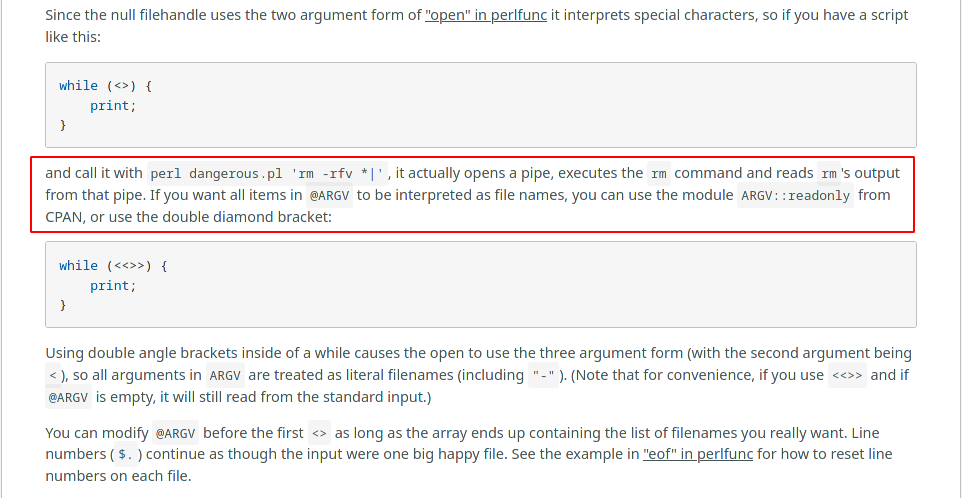 Since the null filehandle uses the two argument form of "open" in perlfunc it interprets special characters, so if you have a script
like this:
while (<>) {
    print;
}
and call it with perl dangerous.pl 'rm -rfv *|', it actually opens a pipe, executes the rm command and reads rm's output
from that pipe. If you want all items in @ARGV to be interpreted as file names, you can use the module ARGV::readonly from
CPAN, or use the double diamond bracket:
while (<<>>) {
    print;
}
Using double angle brackets inside of a while causes the open to use the three argument form (with the second argument being
<), so all arguments in ARGV are treated as literal filenames (including "-"). (Note that for convenience, if you use <<>> and if
@ARGV is empty, it will still read from the standard input.)
You can modify @ARGV before the first <> as long as the array ends up containing the list of filenames you really want. Line
numbers ($.) continue as though the input were one big happy file. See the example in "eof" in perlfunc for how to reset line
numbers on each file.